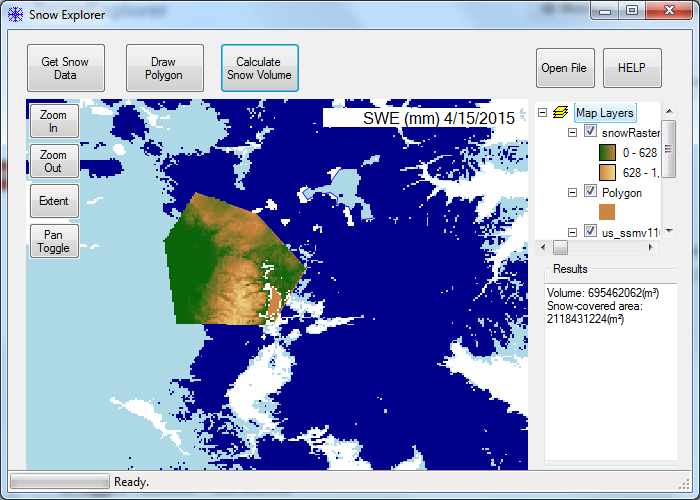 Snow Explorer
Get Snow
Data
Draw
Polygon
Calculate
Snow Volume
Open File
HELP
Zoom
In
Zoom
Out
Extent
Pan
Toggle
SWE (mm) 4/15/2015
Map Layers
snowRaster
0 - 628
628 - 1,
Polygon
Results
Volume: 695462062(m³)
Snow-covered area:
2118431224(m²)
Ready.